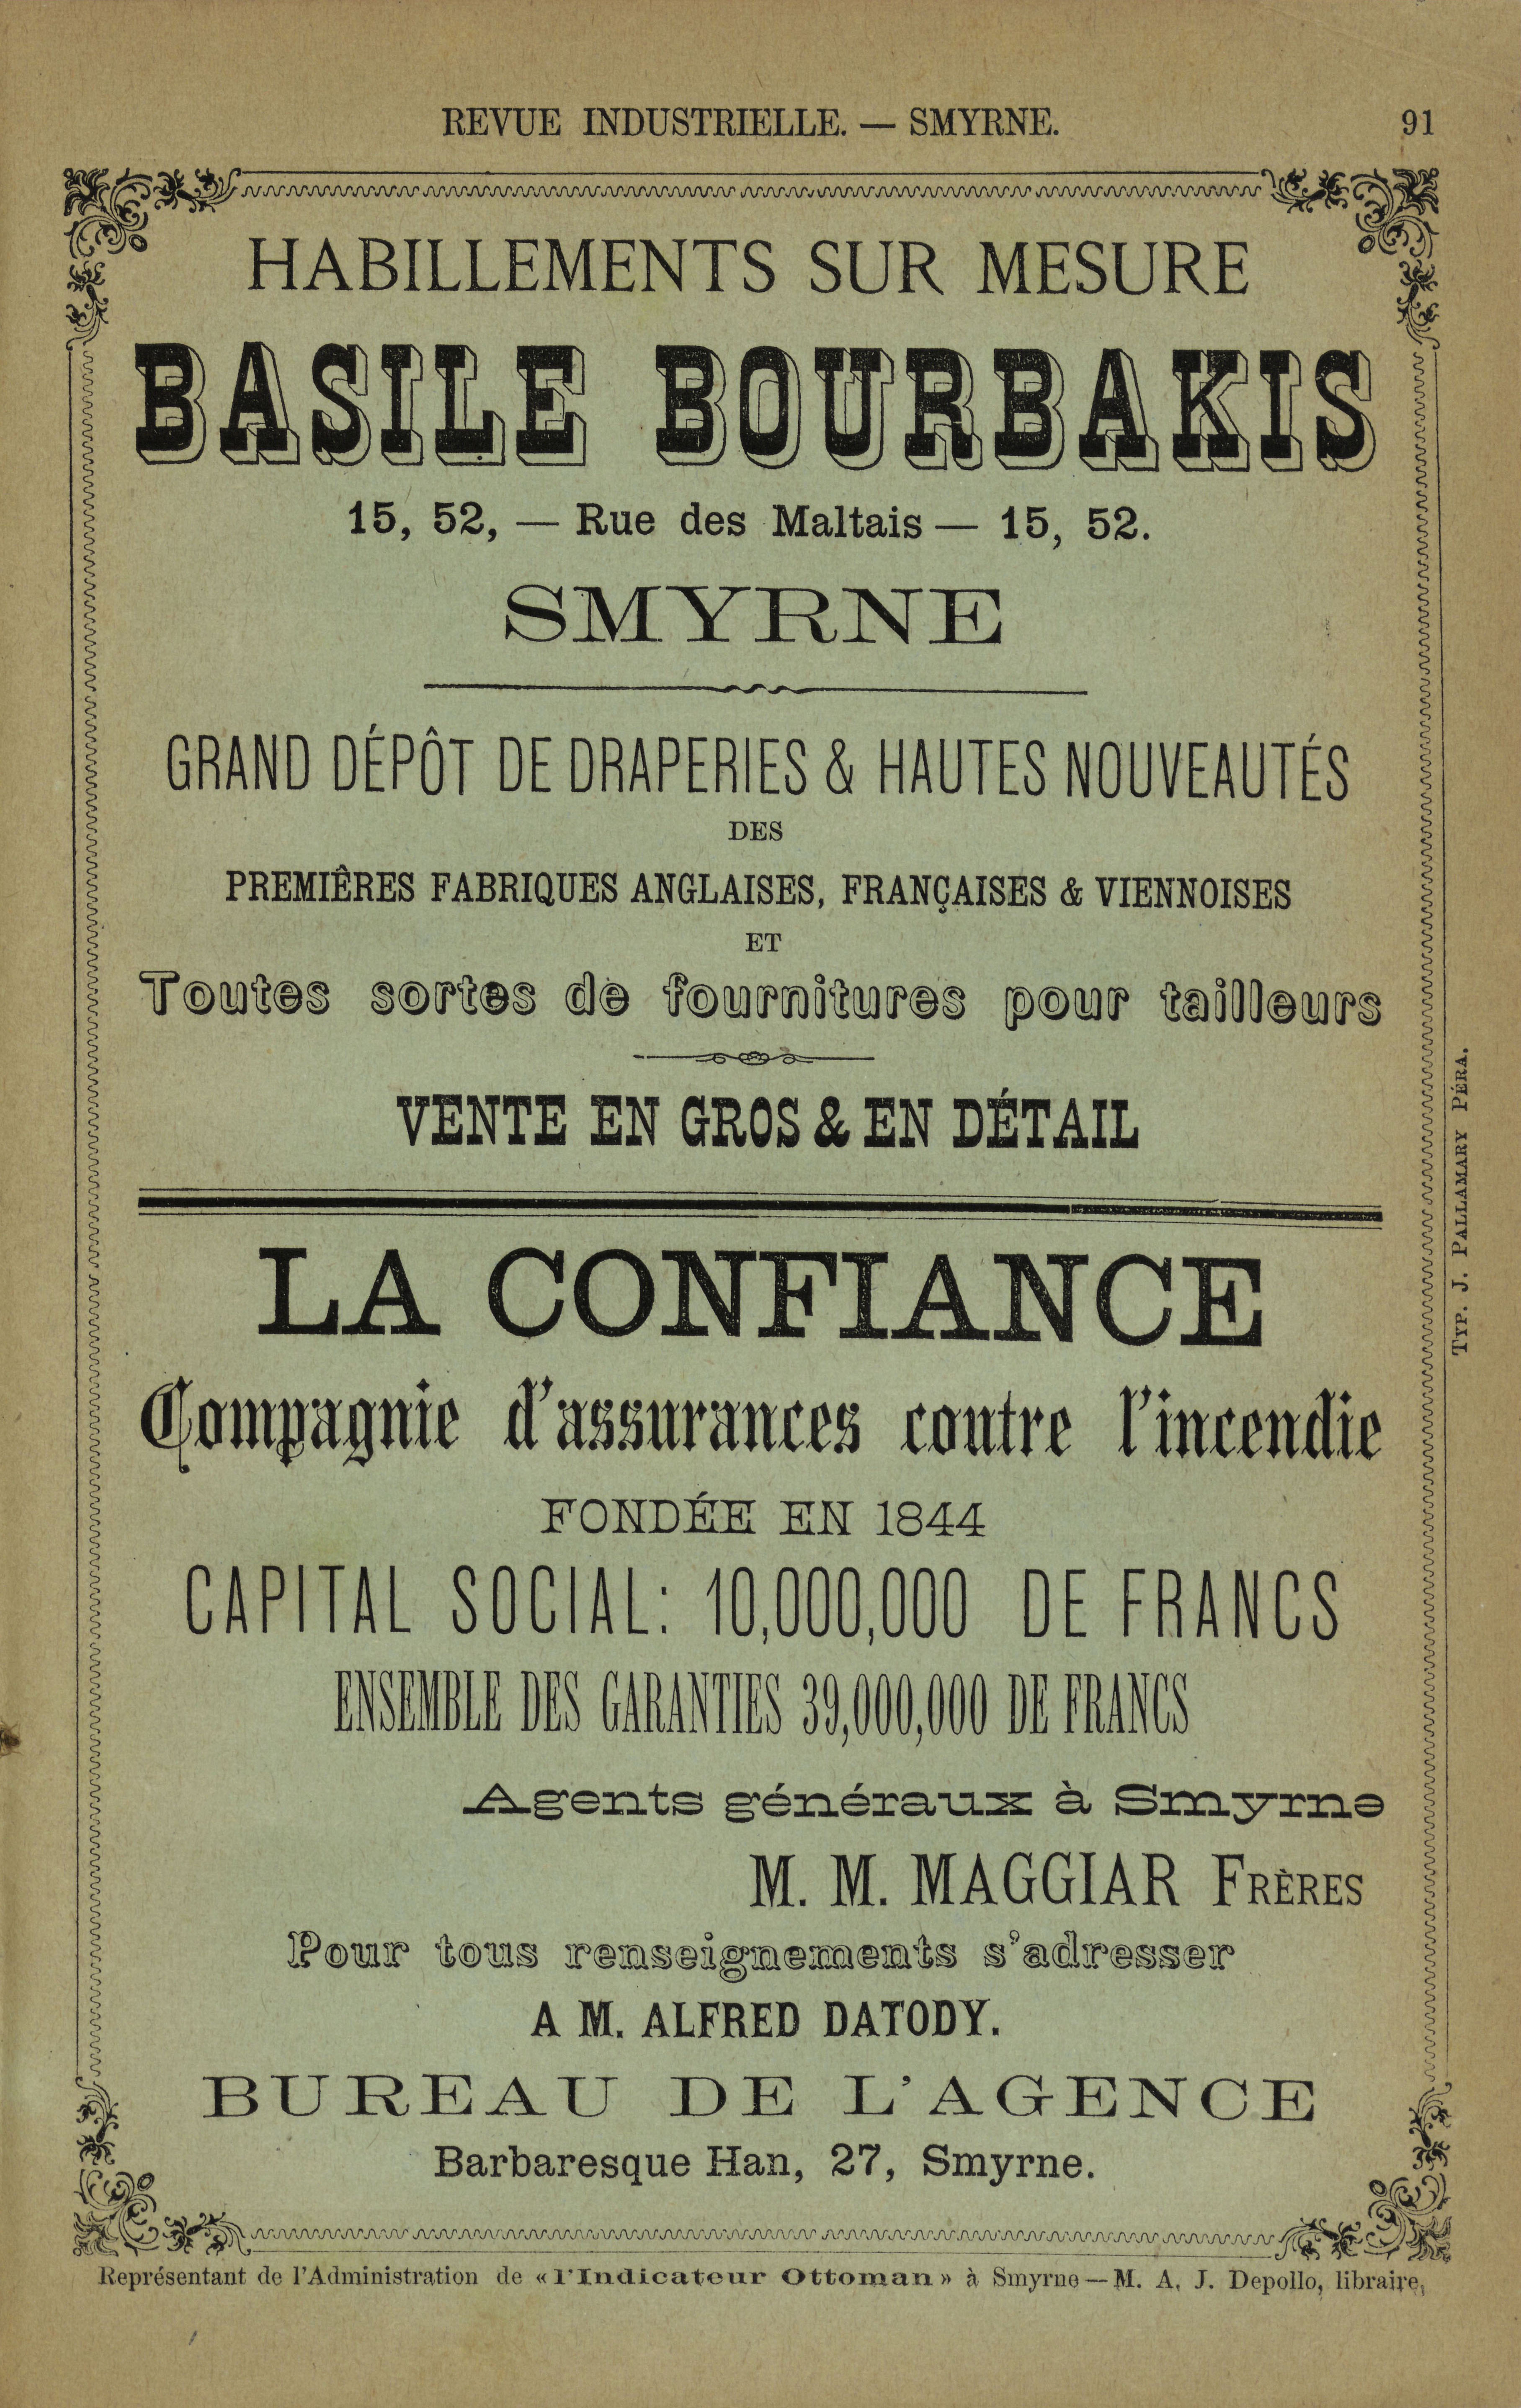 REVUE INDUSTRIELLE. — SMYRNE. 91
HABILLEMENTS SUR MESURE
BASILE BOURBAKIS
15, 52, — Rue des Maltais — 15, 52.
SMYRNE
GRAND DÉPÔT DE DRAPERIES & HAUTES NOUVEAUTÉS
DES
PREMIÊRES FABRIQUES ANGLAISES, FRANÇAISES & VIENNOISES
ET
Toutes sortes de fournitures pour tailleurs
VENTE EN GROS & EN DÉTAIL
LA CONFIANCE
Compagnie d'assurances contre l'incendie
FONDÉE EN 1844
CAPITAL SOCIAL: 10,000,000 DE FRANCS
ENSEMBLE DES GARANTIES 39,000,000 DE FRANCS
Agents généraux à Smyrne
M. M. MAGGIAR FRÈRES
Pour tous renseignements s'adresser
A M. ALFRED DATODY.
BUREAU DE L'AGENCE
Barbaresque Han, 27, Smyrne.
Représentant de l'Administration de «l'Indicateur Ottoman» à Smyrne — M. A. J. Depollo, libraire,
TYP. J. PALLAMARY PÉRA.